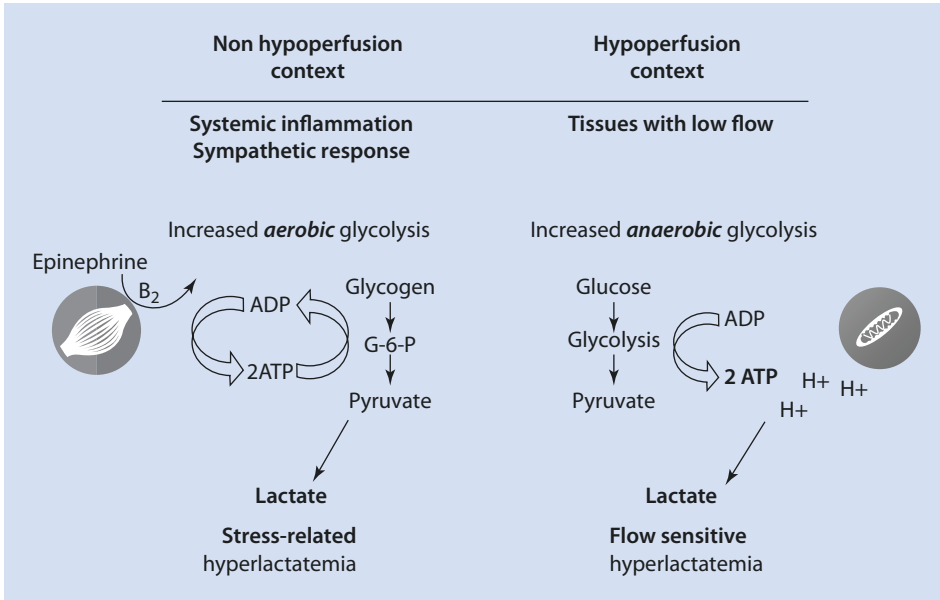 Non hypoperfusion
context
Hypoperfusion
context
Systemic inflammation
Sympathetic response
Tissues with low flow
Increased aerobic glycolysis
Epinephrine
B2
ADP
2ATP
Glycogen
G-6-P
Pyruvate
Lactate
Stress-related
hyperlactatemia
Increased anaerobic glycolysis
Glucose
Glycolysis
Pyruvate
ADP
2 ATP
H+
H+
H+
Lactate
Flow sensitive
hyperlactatemia